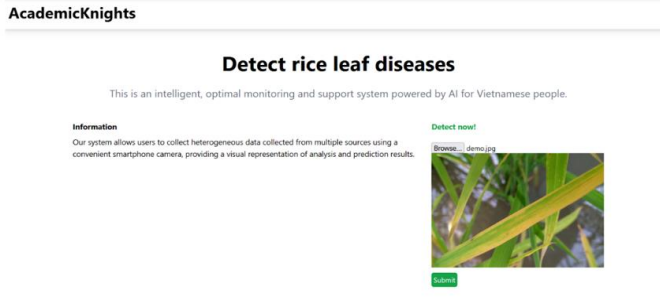 AcademicKnights
Detect rice leaf diseases
This is an intelligent, optimal monitoring and support system powered by AI for Vietnamese people.
Information
Our system allows users to collect heterogeneous data collected from multiple sources using a
convenient smartphone camera, providing a visual representation of analysis and prediction results.
Detect now!
Browse... demo.jpg
Submit